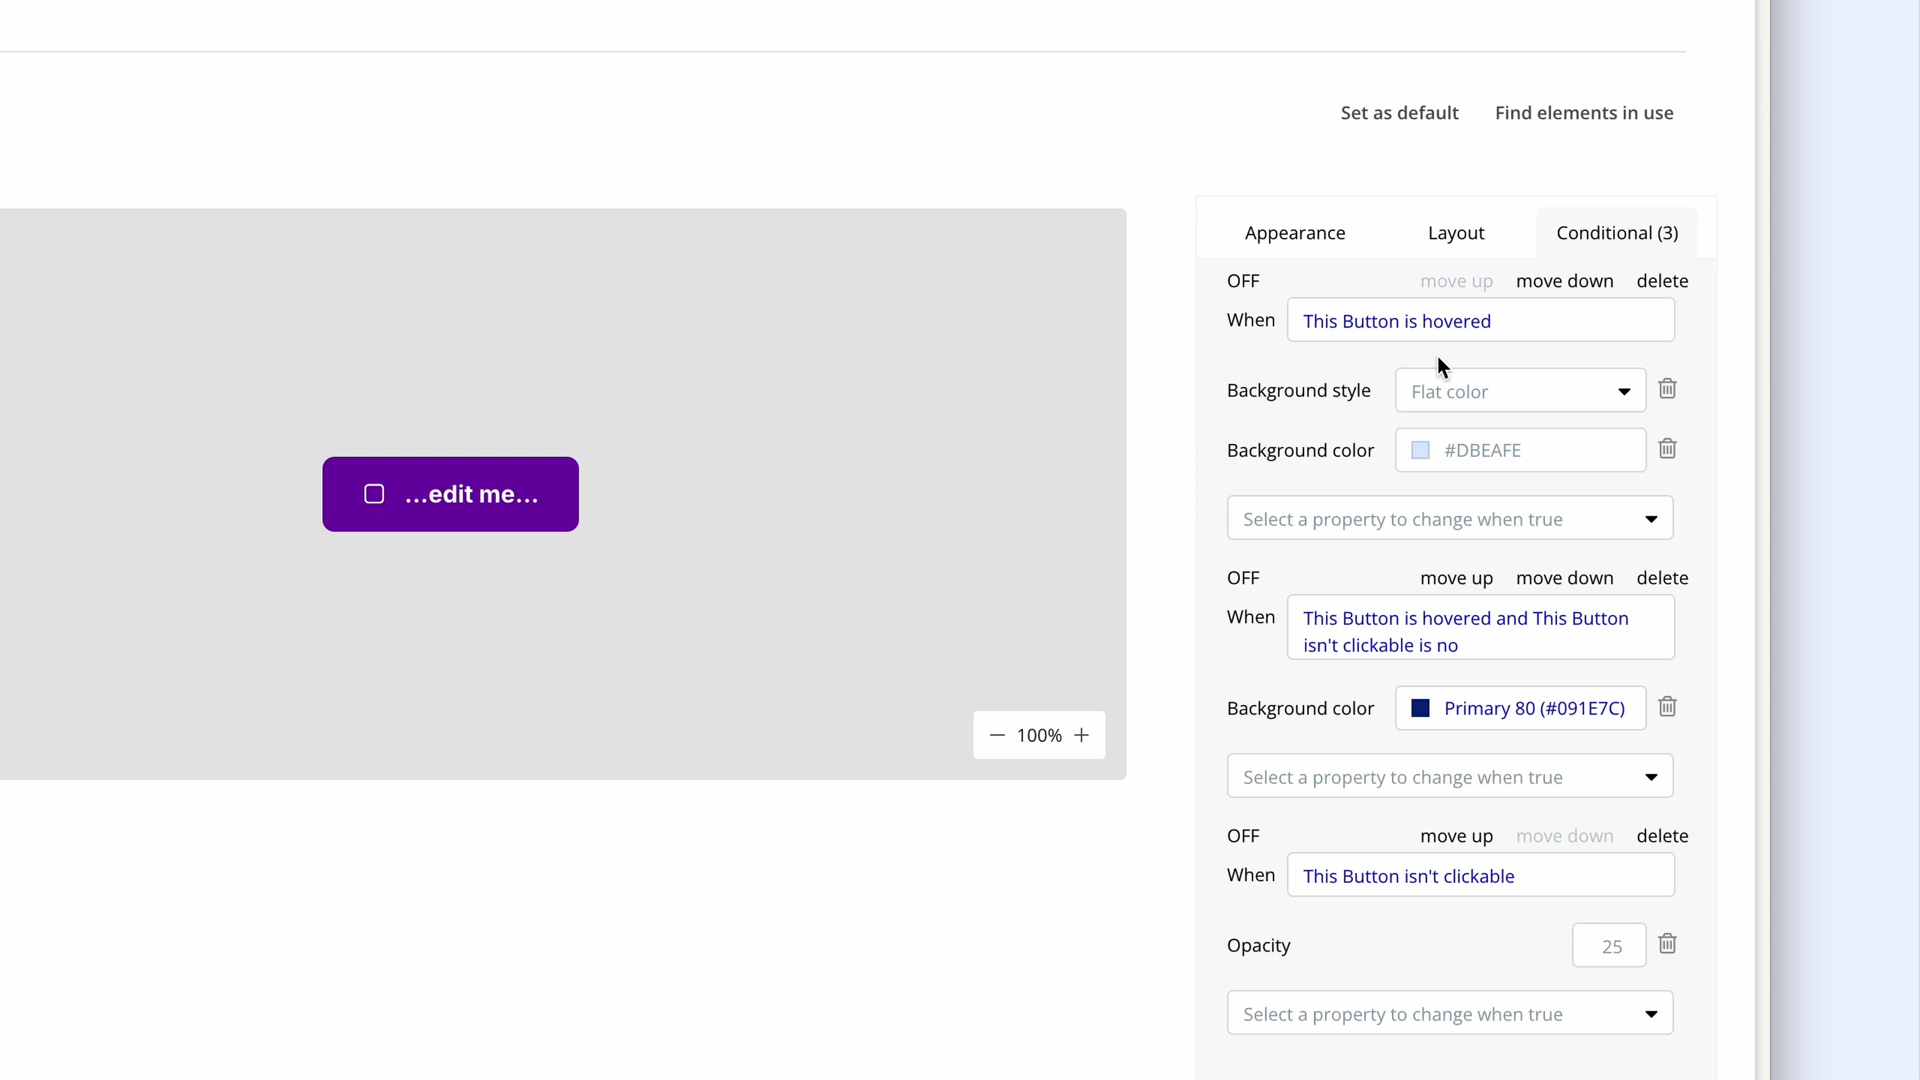 Set as default Find elements in use
Appearance Layout Conditional (3)
OFF move up move down delete
When This Button is hovered
Background style Flat color
Background color #DBEAFE
Select a property to change when true
OFF move up move down delete
When This Button is hovered and This Button
isn't clickable is no
Background color Primary 80 (#091E7C)
Select a property to change when true
OFF move up move down delete
When This Button isn't clickable
Opacity 25
Select a property to change when true
...edit me...
100%